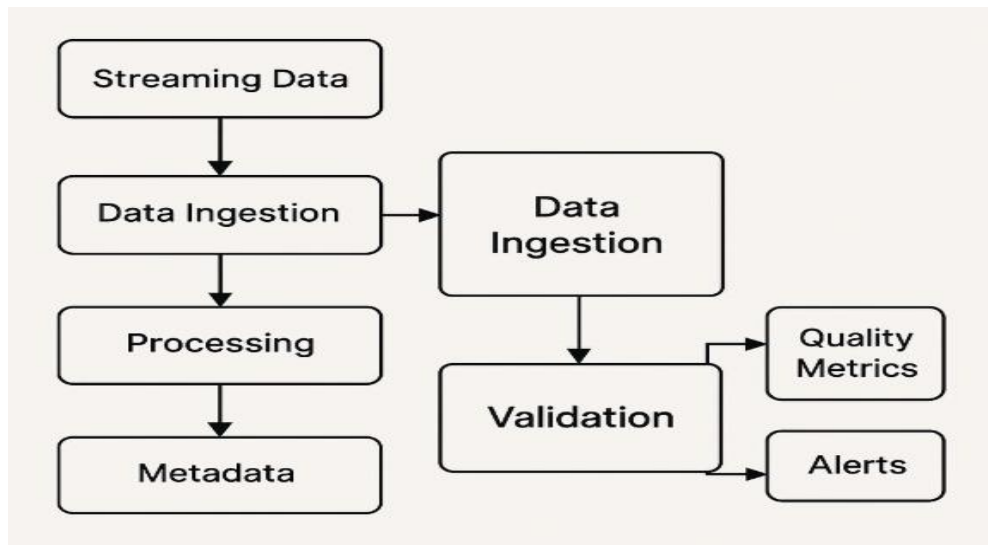 Streaming Data
Data Ingestion
Processing
Metadata
Data
Ingestion
Validation
Quality
Metrics
Alerts